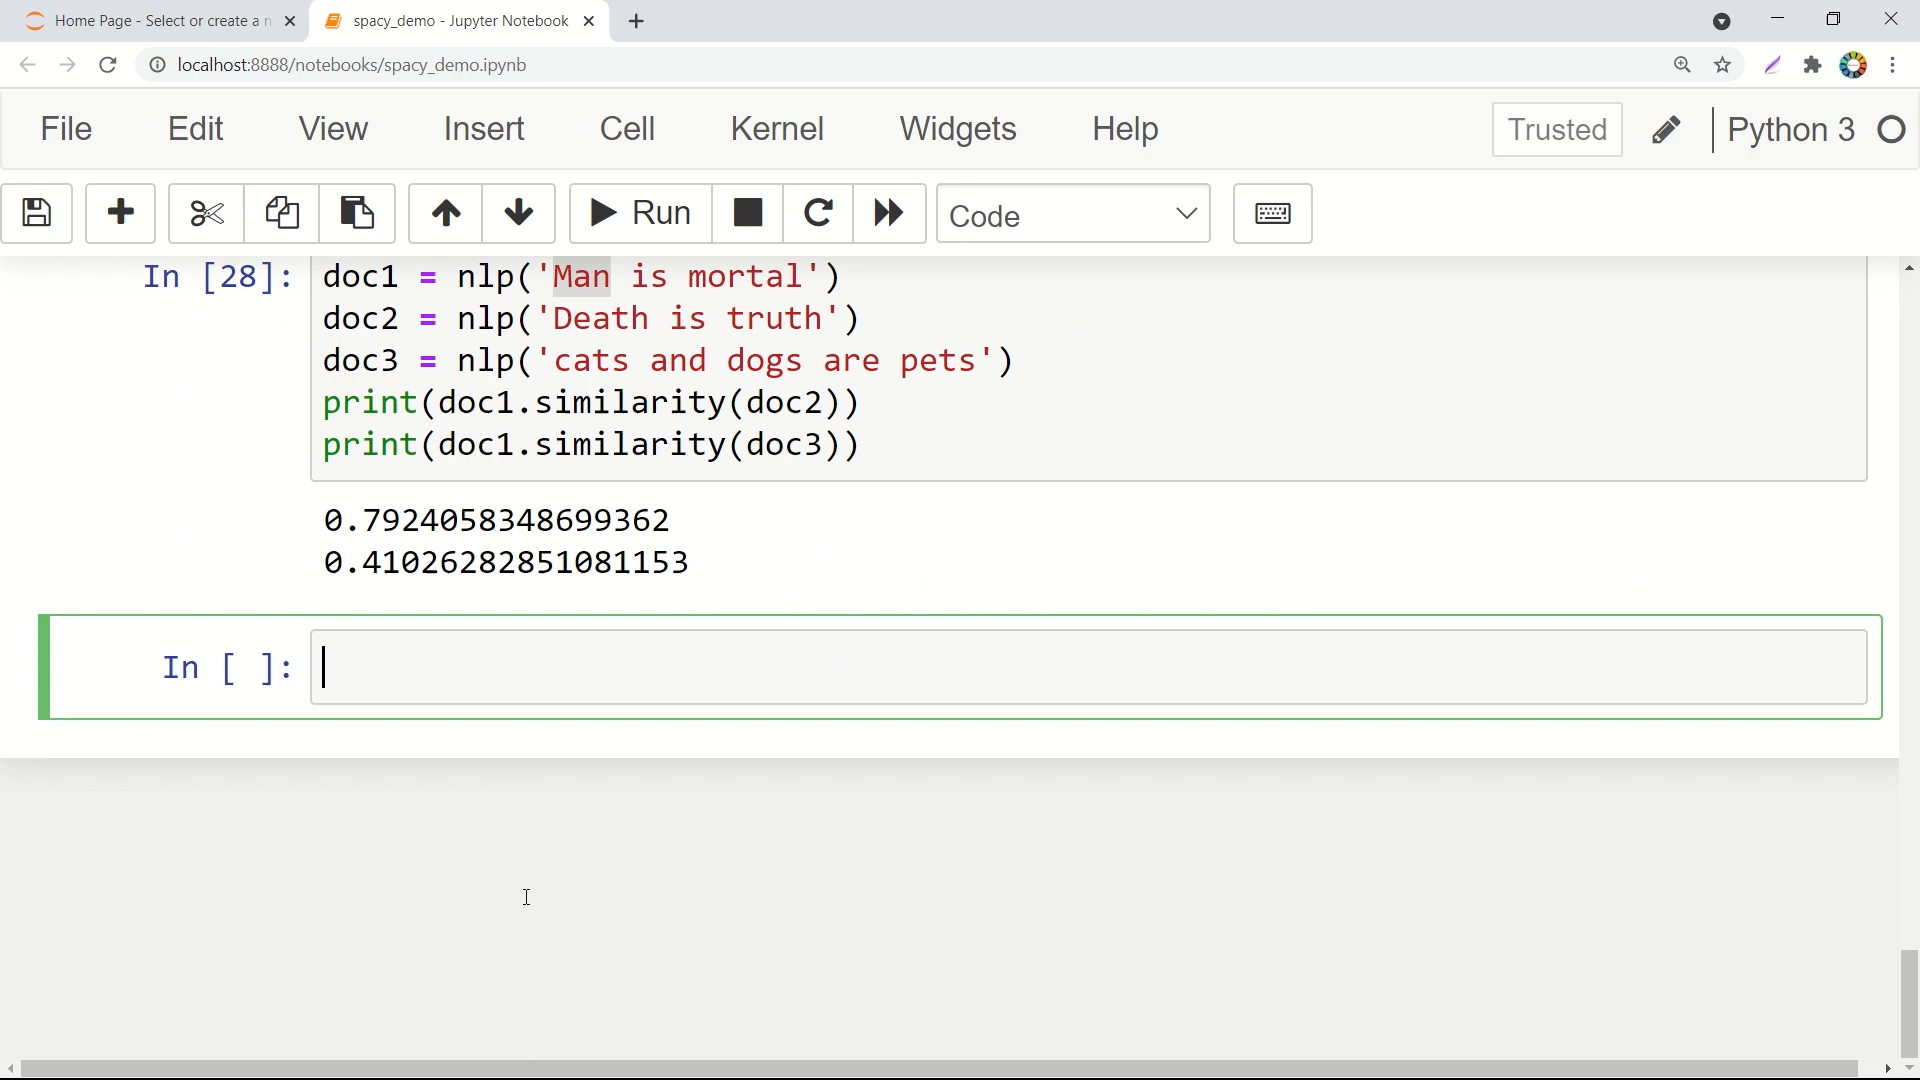 Home Page - Select or create a n
spacy_demo - Jupyter Notebook
localhost:8888/notebooks/spacy_demo.ipynb
File Edit View Insert Cell Kernel Widgets Help Trusted Python 3
Run Code
In [28]: doc1 = nlp('Man is mortal')
doc2 = nlp('Death is truth')
doc3 = nlp('cats and dogs are pets')
print(doc1.similarity(doc2))
print(doc1.similarity(doc3))
0.7924058348699362
0.41026282851081153
In [ ]: